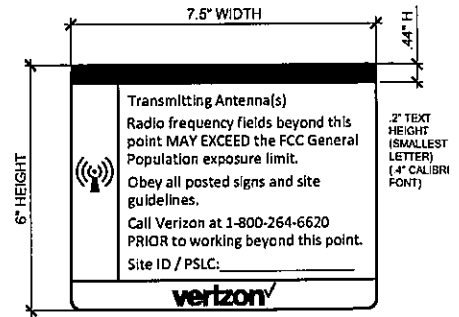 7.5" WIDTH
.44" H
6" HEIGHT
Transmitting Antenna(s)
Radio frequency fields beyond this
point MAY EXCEED the FCC General
Population exposure limit.
Obey all posted signs and site
guidelines.
Call Verizon at 1-800-264-6620
PRIOR to working beyond this point.
Site ID / PSLC:
.2" TEXT
HEIGHT
(SMALLEST
LETTER)
(.4" CALIBRI
FONT)
verizon✓